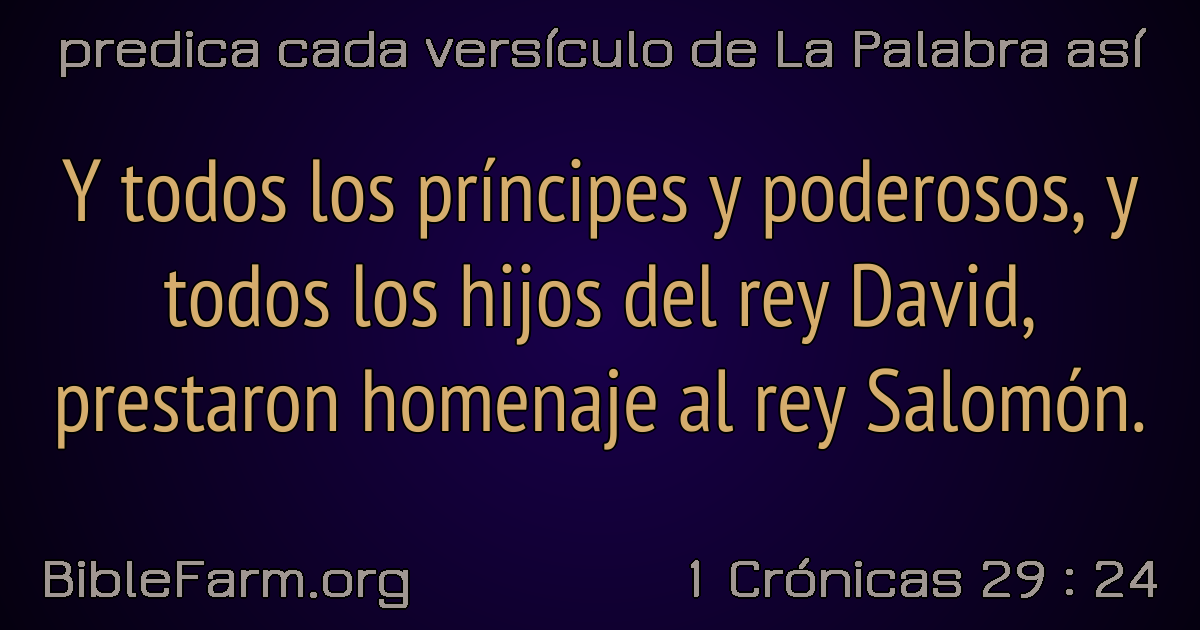 predica cada versículo de La Palabra así
Y todos los príncipes y poderosos, y
todos los hijos del rey David,
prestaron homenaje al rey Salomón.
BibleFarm.org
1 Crónicas 29 : 24